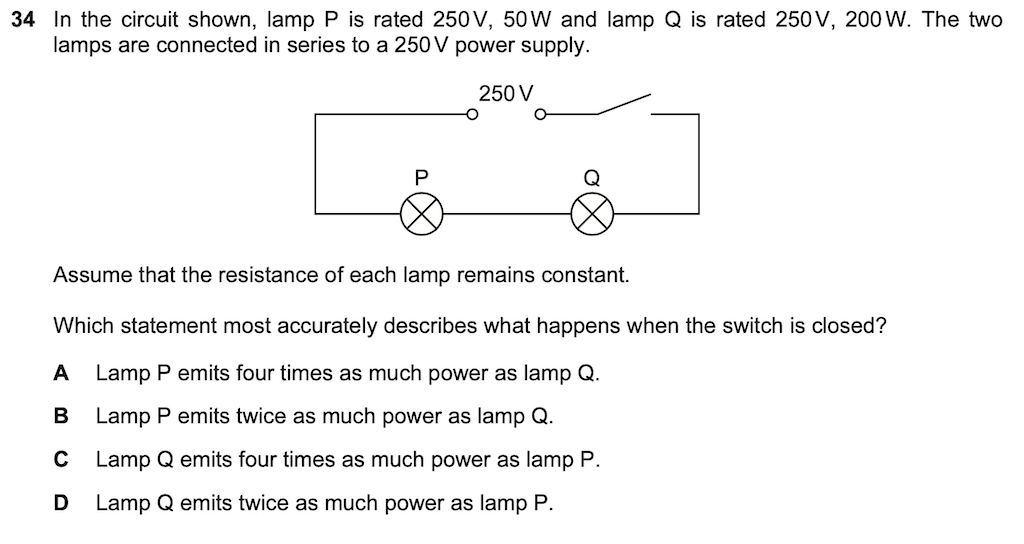 34 In the circuit shown, lamp P is rated 250 V, 50 W and lamp Q is rated 250 V, 200 W. The two
lamps are connected in series to a 250 V power supply.
250 V
P
Q
Assume that the resistance of each lamp remains constant.
Which statement most accurately describes what happens when the switch is closed?
A Lamp P emits four times as much power as lamp Q.
B Lamp P emits twice as much power as lamp Q.
C Lamp Q emits four times as much power as lamp P.
D Lamp Q emits twice as much power as lamp P.